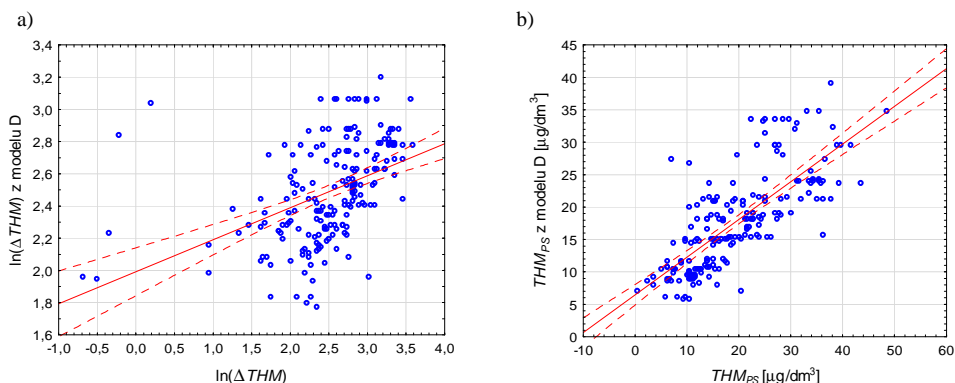 a)
3,4
3,2
3,0
2,8
2,6
2,4
2,2
2,0
1,8
1,6
ln(ΔTHM) z modelu D
-1,0 -0,5 0,0 0,5 1,0 1,5 2,0 2,5 3,0 3,5 4,0
ln(ΔTHM)
b)
45
40
35
30
25
20
15
10
5
0
THM_PS z modelu D [µg/dm³]
-10 0 10 20 30 40 50 60
THM_PS [µg/dm³]